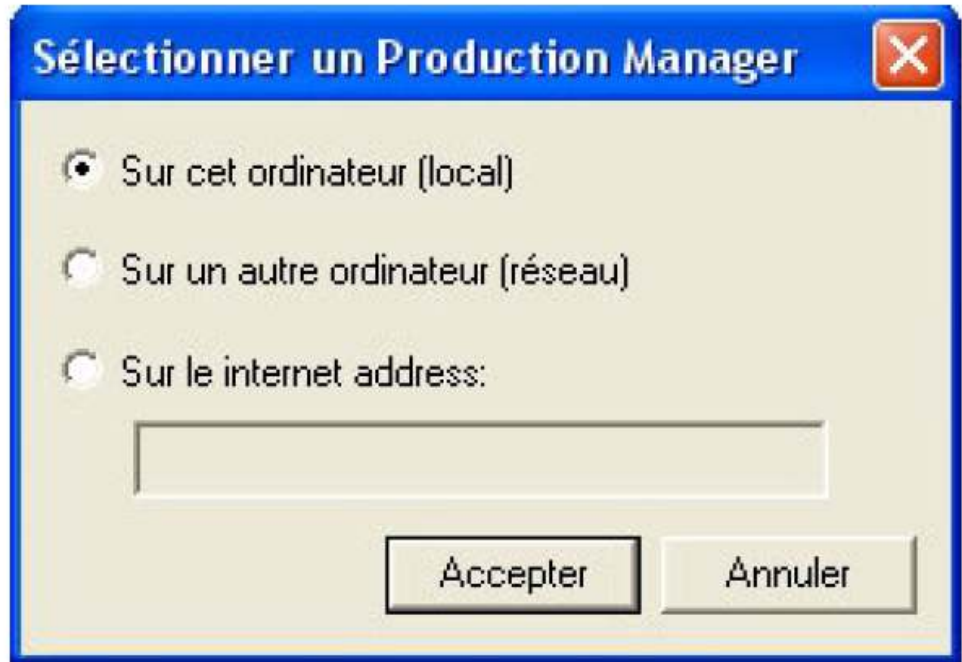 Sélectionner un Production Manager
Sur cet ordinateur (local)
Sur un autre ordinateur (réseau)
Sur le internet address:
Accepter Annuler